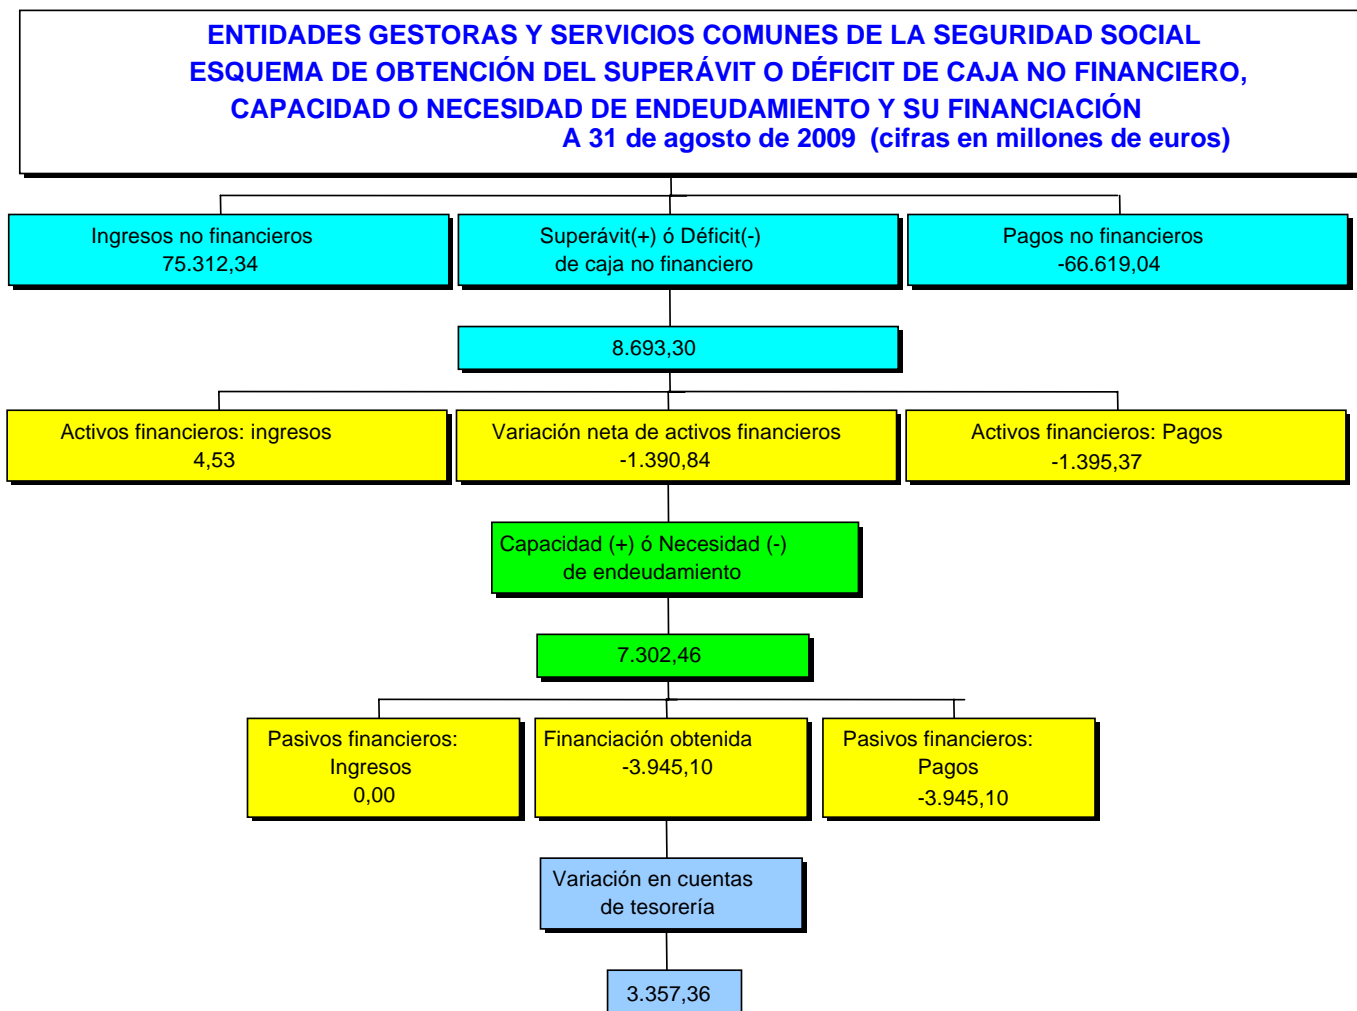 ENTIDADES GESTORAS Y SERVICIOS COMUNES DE LA SEGURIDAD SOCIAL
ESQUEMA DE OBTENCIÓN DEL SUPERÁVIT O DÉFICIT DE CAJA NO FINANCIERO,
CAPACIDAD O NECESIDAD DE ENDEUDAMIENTO Y SU FINANCIACIÓN
A 31 de agosto de 2009 (cifras en millones de euros)
Ingresos no financieros
75.312,34
Superávit(+) ó Déficit(-)
de caja no financiero
Pagos no financieros
-66.619,04
8.693,30
Activos financieros: ingresos
4,53
Variación neta de activos financieros
-1.390,84
Activos financieros: Pagos
-1.395,37
Capacidad (+) ó Necesidad (-)
de endeudamiento
7.302,46
Pasivos financieros:
Ingresos
0,00
Financiación obtenida
-3.945,10
Pasivos financieros:
Pagos
-3.945,10
Variación en cuentas
de tesorería
3.357,36